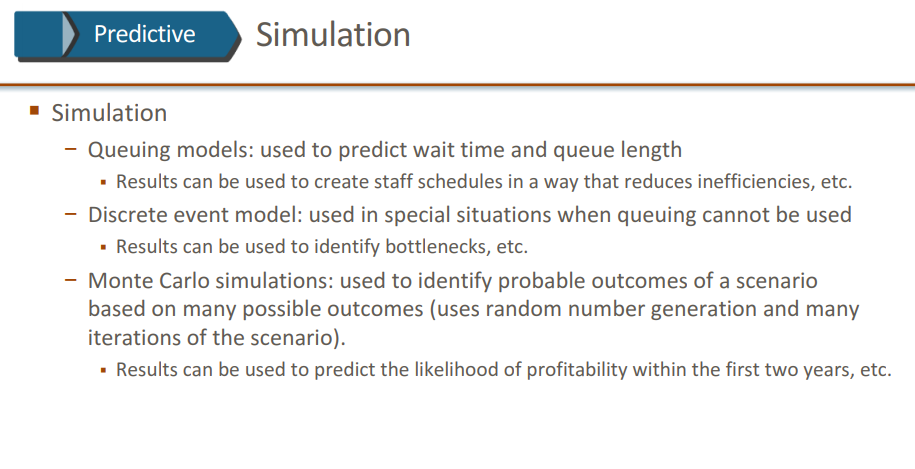 Predictive
Simulation
▪ Simulation
– Queuing models: used to predict wait time and queue length
▪ Results can be used to create staff schedules in a way that reduces inefficiencies, etc.
– Discrete event model: used in special situations when queuing cannot be used
▪ Results can be used to identify bottlenecks, etc.
– Monte Carlo simulations: used to identify probable outcomes of a scenario
based on many possible outcomes (uses random number generation and many
iterations of the scenario).
▪ Results can be used to predict the likelihood of profitability within the first two years, etc.